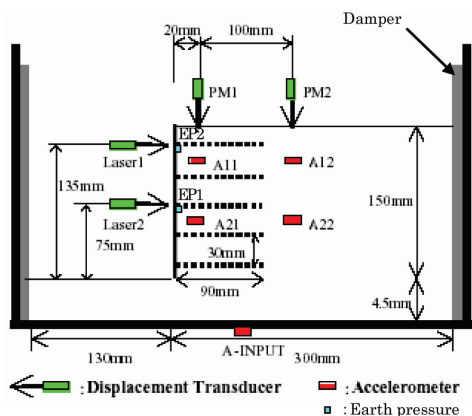 Damper
20mm
100mm
PM1
PM2
EP2
Laser1
A11
A12
135mm
EP1
150mm
Laser2
A21
A22
75mm
30mm
90mm
4.5mm
A-INPUT
130mm
300mm
: Displacement Transducer
: Accelerometer
: Earth pressure